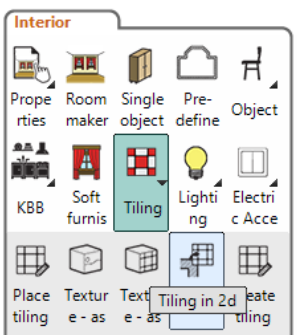 Interior
Prope Room Single Pre- Object
rties maker object define
KBB Soft Tiling Lighti Electri
furnis ng c Acce
Place Textur Text Tiling in 2d eate
tiling e - as e - as tiling